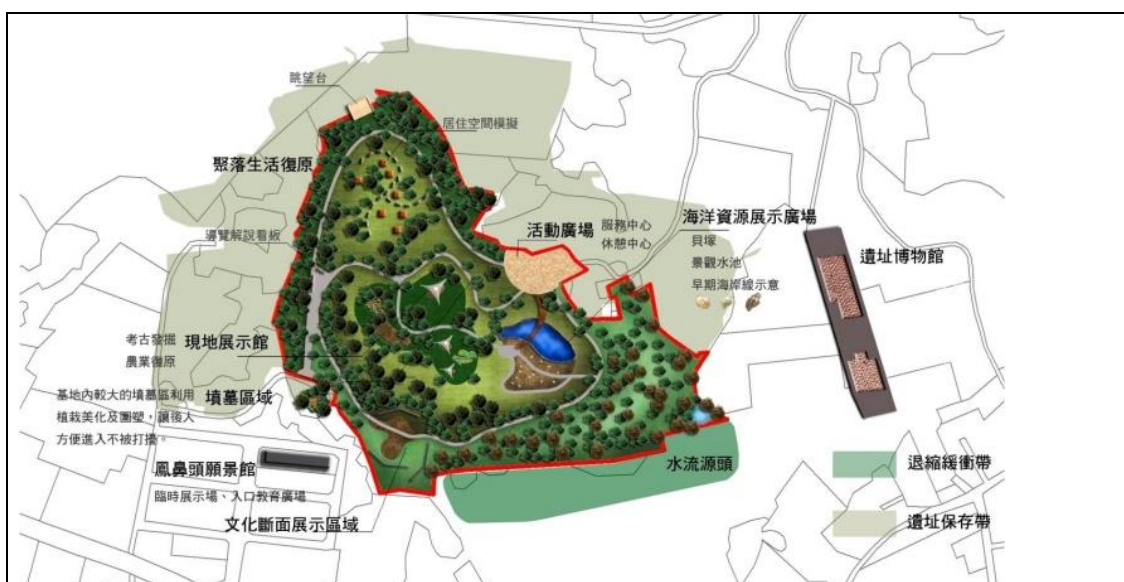 眺望台
居住空間模擬
聚落生活復原
導覽解說看板
活動廣場
服務中心
休憩中心
海洋資源展示廣場
貝塚
景觀水池
早期海岸線示意
遺址博物館
考古發掘
現地展示館
農業復原
墳墓區域
基地內較大的墳墓區利用
植栽美化及圍塑，讓後人
方便進入不被打擾。
鳳鼻頭願景館
臨時展示場、入口教育廣場
文化斷面展示區域
水流源頭
退縮緩衝帶
遺址保存帶